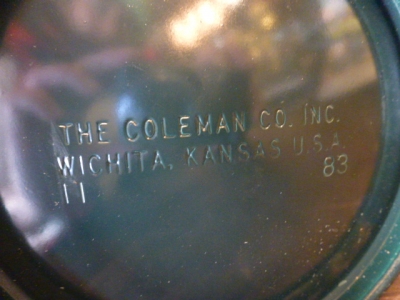 THE COLEMAN CO. INC.
WICHITA, KANSAS U.S.A.
11 83